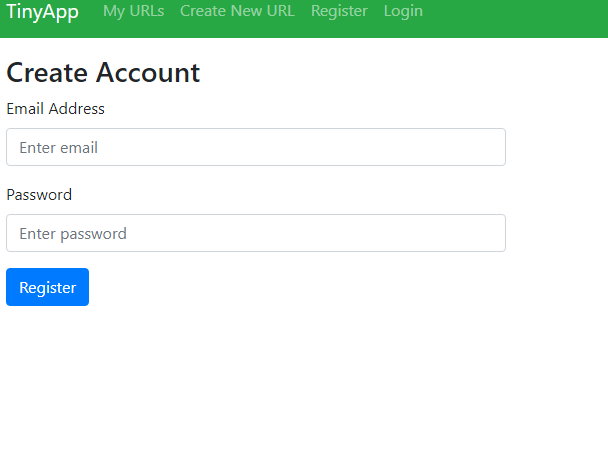 TinyApp My URLs Create New URL Register Login
Create Account
Email Address
Enter email
Password
Enter password
Register